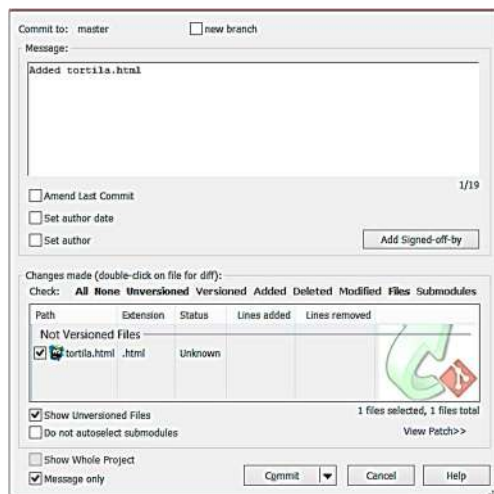 Commit to: master new branch
Message:
Added tortila.html
1/19
Amend Last Commit
Set author date
Set author
Add Signed-off-by
Changes made (double-click on file for diff):
Check: All None Unversioned Versioned Added Deleted Modified Files Submodules
Path Extension Status Lines added Lines removed
Not Versioned Files
tortila.html .html Unknown
Show Unversioned Files
1 files selected, 1 files total
Do not autoselect submodules
View Patch>>
Show Whole Project
Message only
Commit Cancel Help